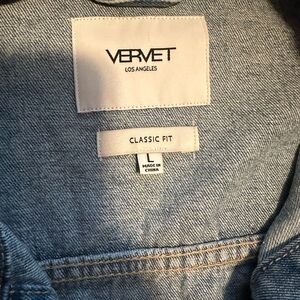 VERVET
LOS ANGELES
CLASSIC FIT
L
MADE IN
CHINA